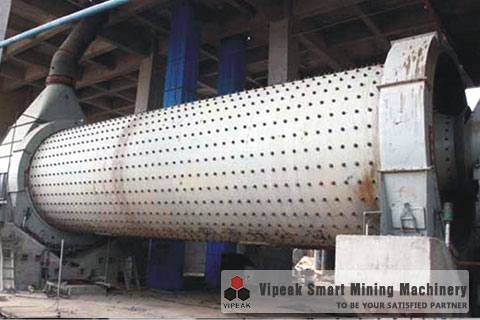 Vipeak Smart Mining Machinery
VIPEAK
TO BE YOUR SATISFIED PARTNER